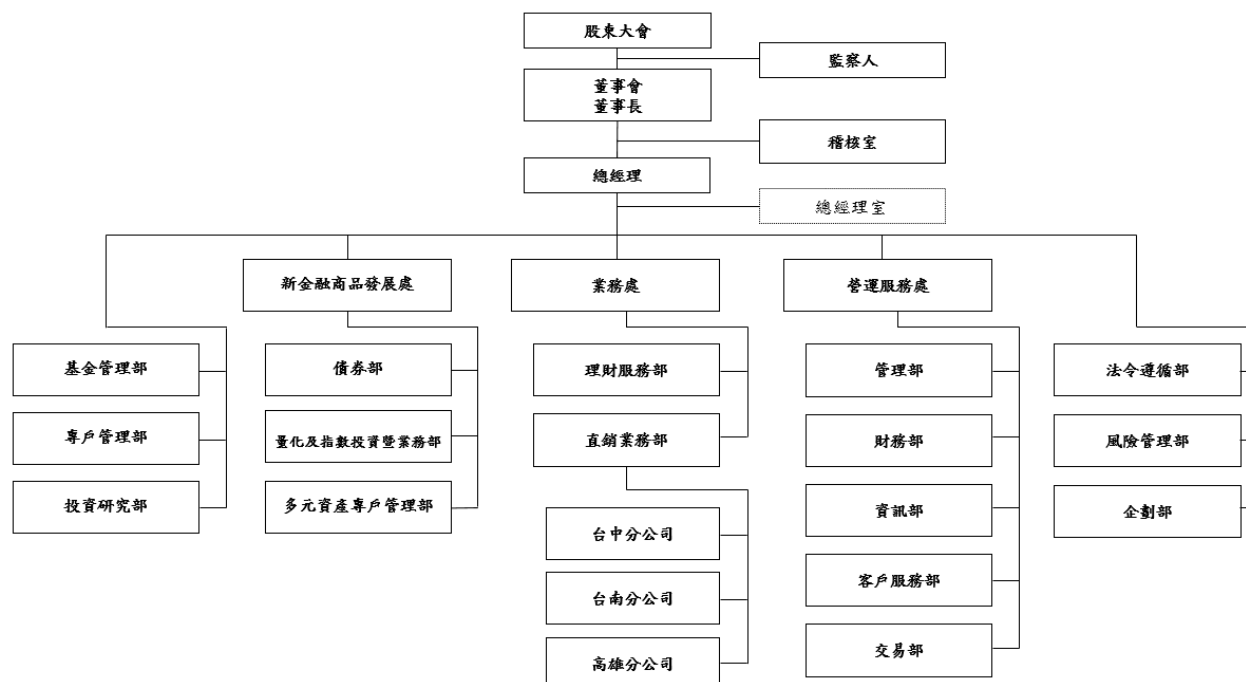 股東大會
監察人
董事會
董事長
稽核室
總經理
總經理室
新金融商品發展處
業務處
營運服務處
基金管理部
債券部
理財服務部
管理部
法令遵循部
專戶管理部
量化及指數投資暨業務部
直銷業務部
財務部
風險管理部
投資研究部
多元資產專戶管理部
資訊部
企劃部
台中分公司
客戶服務部
台南分公司
交易部
高雄分公司